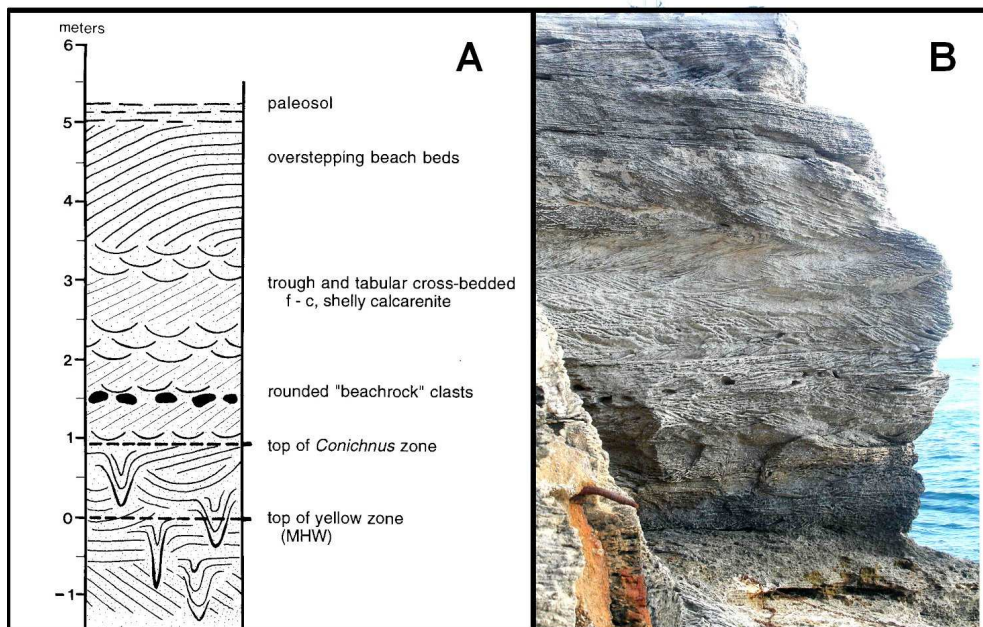 meters
6
A
B
paleosol
5
overstepping beach beds
4
3
trough and tabular cross-bedded
f - c, shelly calcarenite
2
rounded "beachrock" clasts
1
top of Conichnus zone
0
top of yellow zone
(MHW)
-1